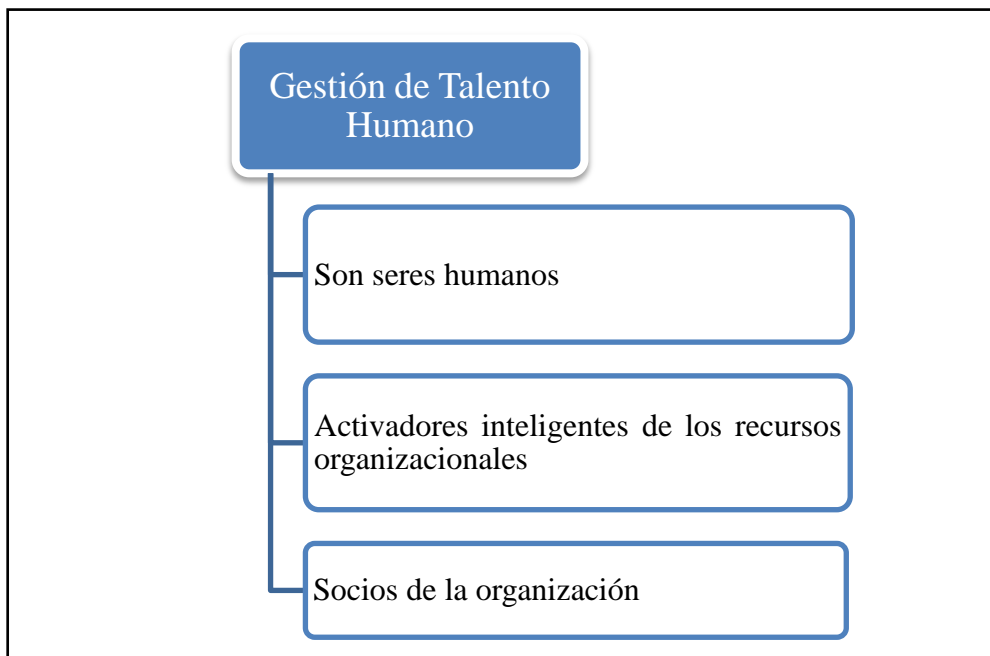 Gestión de Talento
Humano
Son seres humanos
Activadores inteligentes de los recursos
organizacionales
Socios de la organización